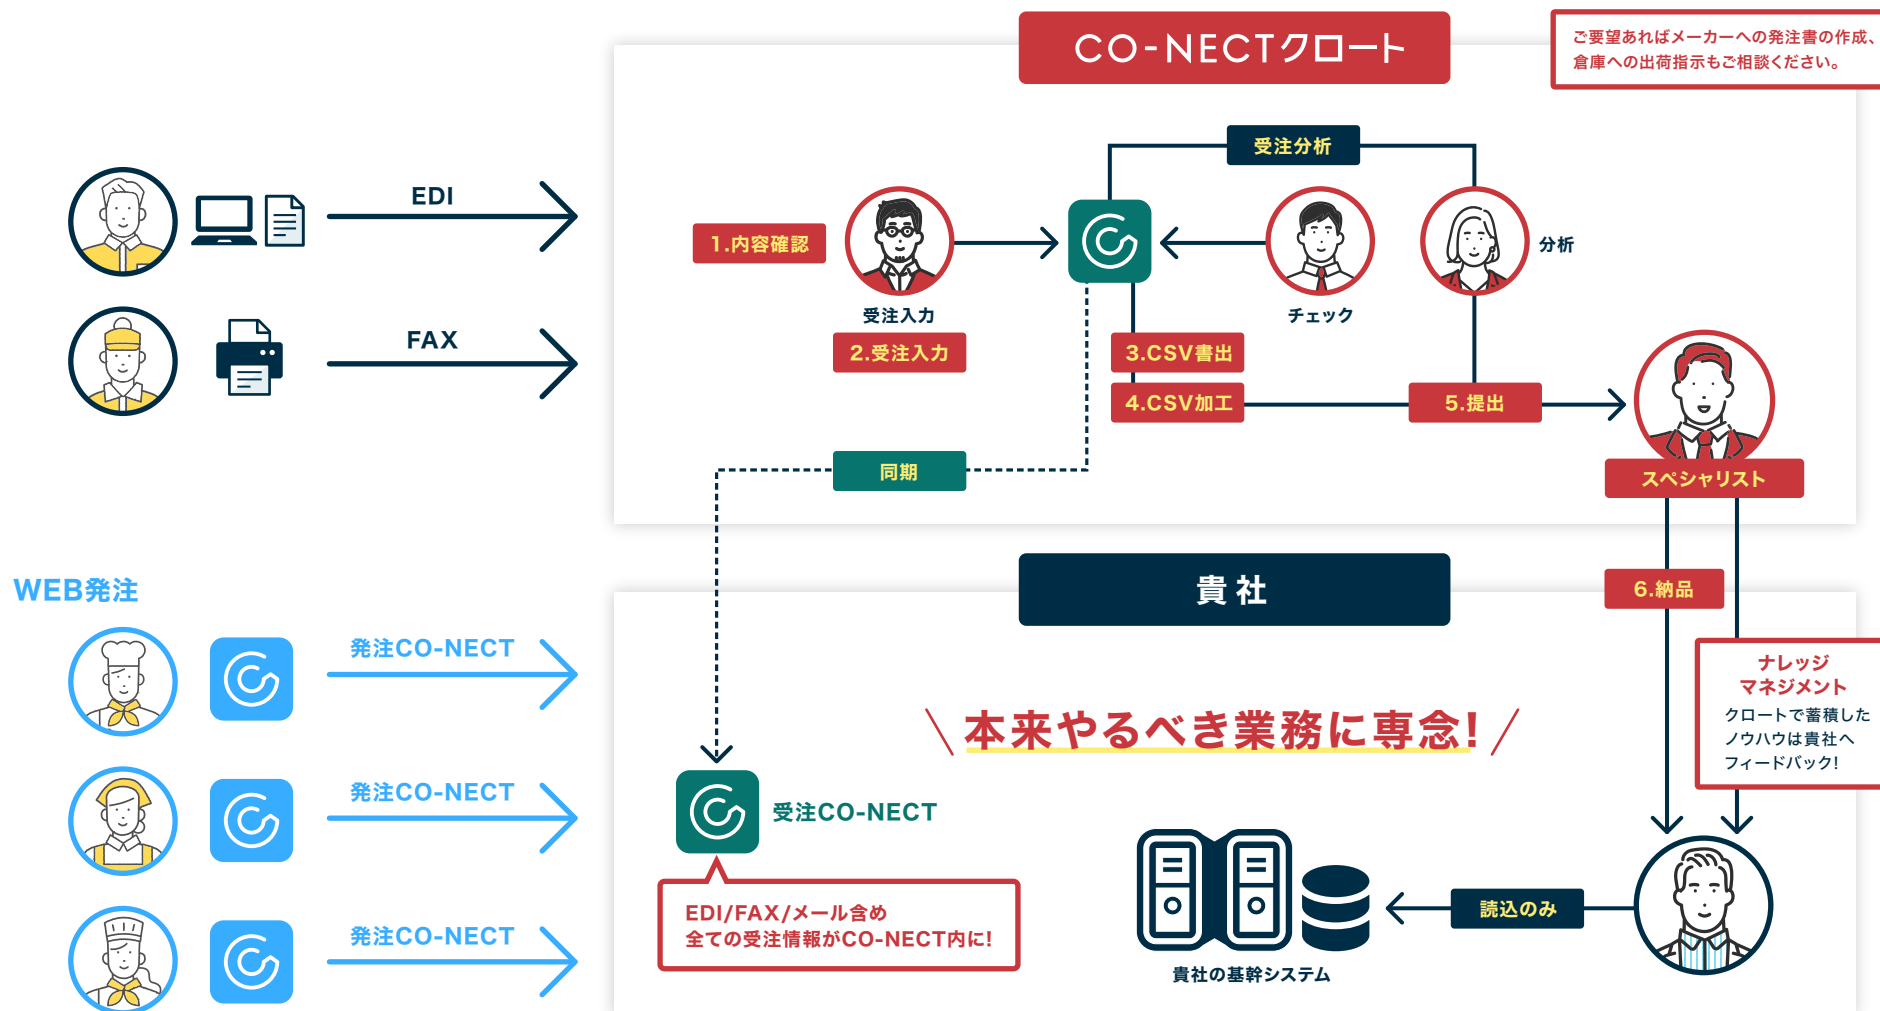 CO-NECTクロート
ご要望あればメーカーへの発注書の作成、
倉庫への出荷指示もご相談ください。
受注分析
EDI
1.内容確認
分析
受注入力
チェック
FAX
2.受注入力
3.CSV書出
4.CSV加工
5.提出
同期
スペシャリスト
貴社
6.納品
WEB発注
発注CO-NECT
ナレッジ
マネジメント
クロートで蓄積した
ノウハウは貴社へ
フィードバック!
本来やるべき業務に専念!
発注CO-NECT
受注CO-NECT
EDI/FAX/メール含め
全ての受注情報がCO-NECT内に!
読込のみ
発注CO-NECT
貴社の基幹システム